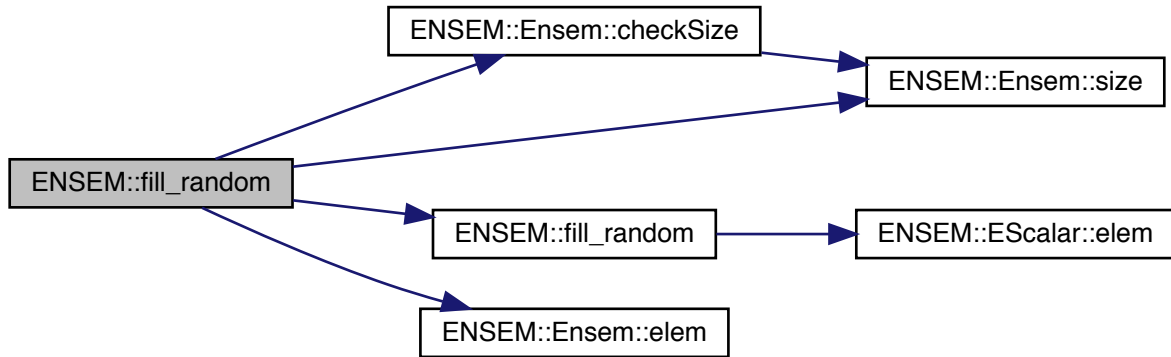 ENSEM::Ensem::checkSize
ENSEM::Ensem::size
ENSEM::fill_random
ENSEM::fill_random
ENSEM::EScalar::elem
ENSEM::Ensem::elem